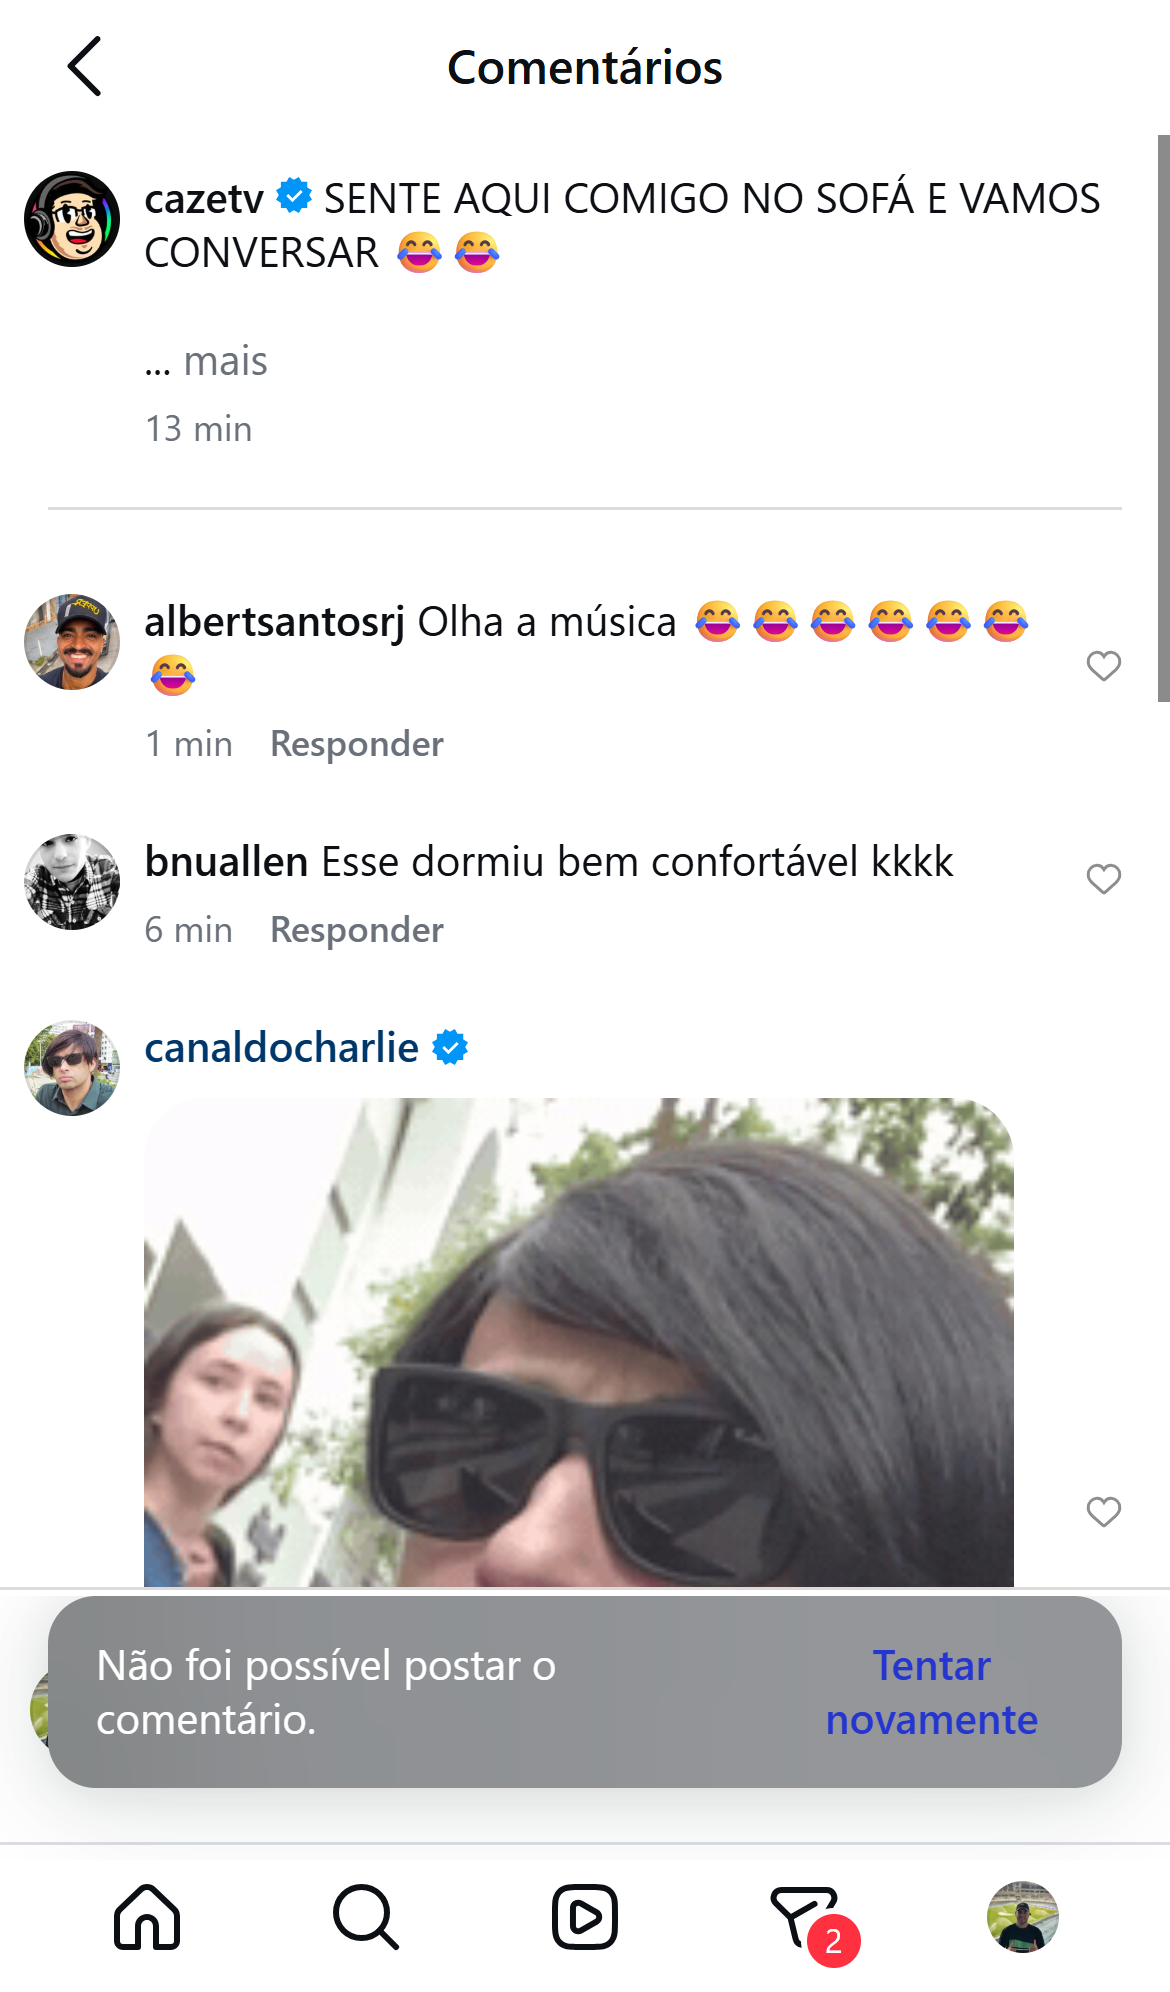 Comentários
cazetv SENTE AQUI COMIGO NO SOFÁ E VAMOS
CONVERSAR 😂 😂
... mais
13 min
albertsantosrj Olha a música 😂 😂 😂 😂 😂 😂
😂
1 min Responder
bnuallen Esse dormiu bem confortável kkkk
6 min Responder
canaldocharlie
Não foi possível postar o
comentário.
Tentar
novamente
2